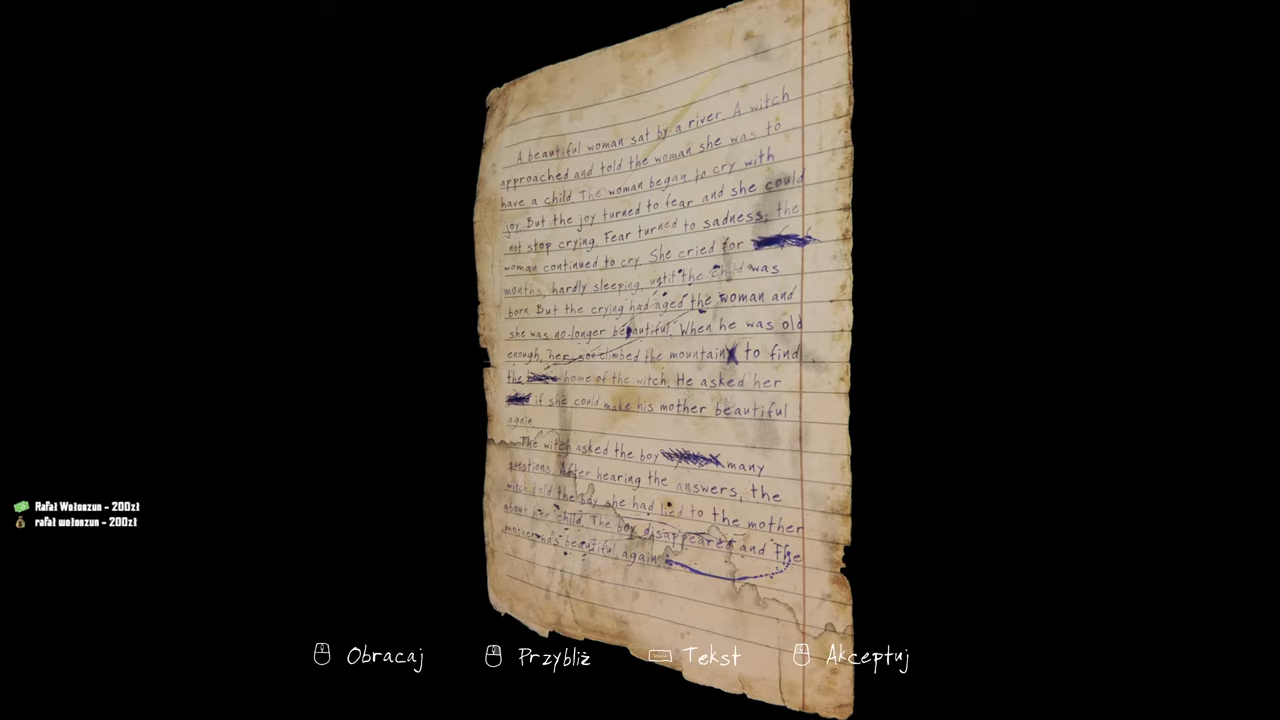 A beautiful woman sat by a river. A witch
approached and told the woman she was to
have a child. The woman began to cry with
joy. But the joy turned to fear and she could
not stop crying. Fear turned to sadness; the
woman continued to cry. She cried for
months, hardly sleeping, until the child was
born. But the crying had aged the woman and
she was no-longer beautiful. When he was old
enough, her son climbed the mountain to find
the home of the witch. He asked her
if she could make his mother beautiful
again.
The witch asked the boy many
questions. After hearing the answers, the
witch told the boy she had lied to the mother
about her child. The boy disappeared and The
mother was beautiful again.
Rafał Wołoszun - 200zł
rafał wołoszun - 200zł
Obracaj
Przybliż
Tekst
Akceptuj